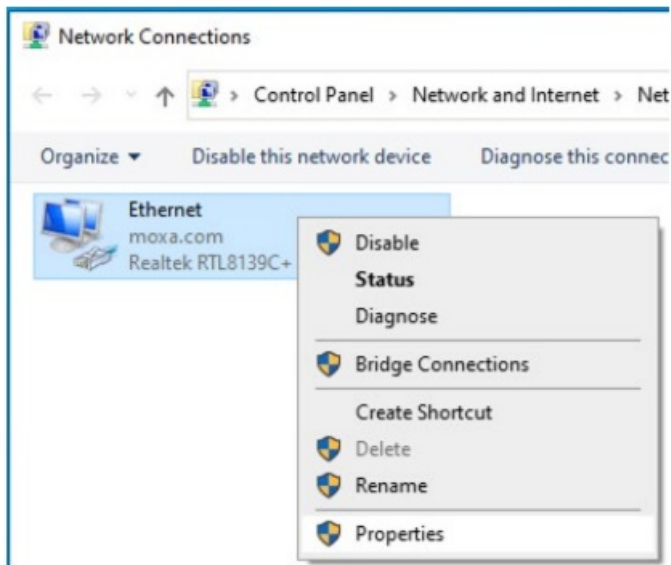 Network Connections
Control Panel > Network and Internet > Net
Organize Disable this network device Diagnose this connec
Ethernet
moxa.com
Realtek RTL8139C+
Disable
Status
Diagnose
Bridge Connections
Create Shortcut
Delete
Rename
Properties